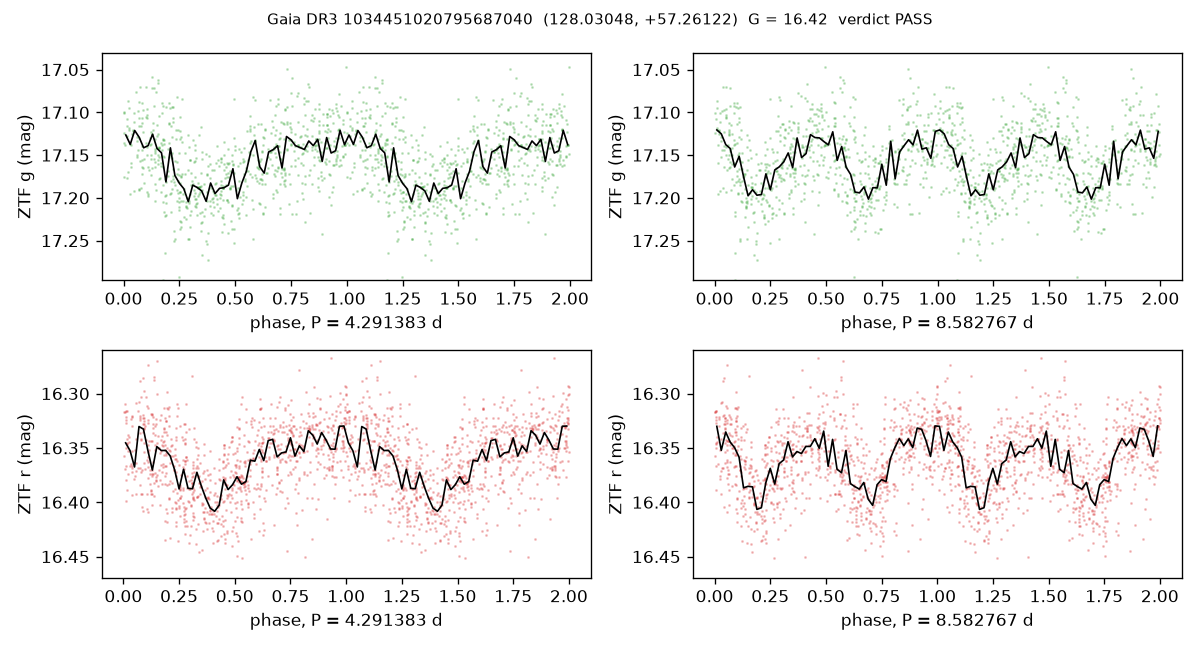 Gaia DR3 1034451020795687040  (128.03048, +57.26122)  G = 16.42  verdict PASS
17.05
17.10
17.15
17.20
17.25
ZTF g (mag)
0.00 0.25 0.50 0.75 1.00 1.25 1.50 1.75 2.00
phase, P = 4.291383 d
17.05
17.10
17.15
17.20
17.25
ZTF g (mag)
0.00 0.25 0.50 0.75 1.00 1.25 1.50 1.75 2.00
phase, P = 8.582767 d
16.30
16.35
16.40
16.45
ZTF r (mag)
0.00 0.25 0.50 0.75 1.00 1.25 1.50 1.75 2.00
phase, P = 4.291383 d
16.30
16.35
16.40
16.45
ZTF r (mag)
0.00 0.25 0.50 0.75 1.00 1.25 1.50 1.75 2.00
phase, P = 8.582767 d